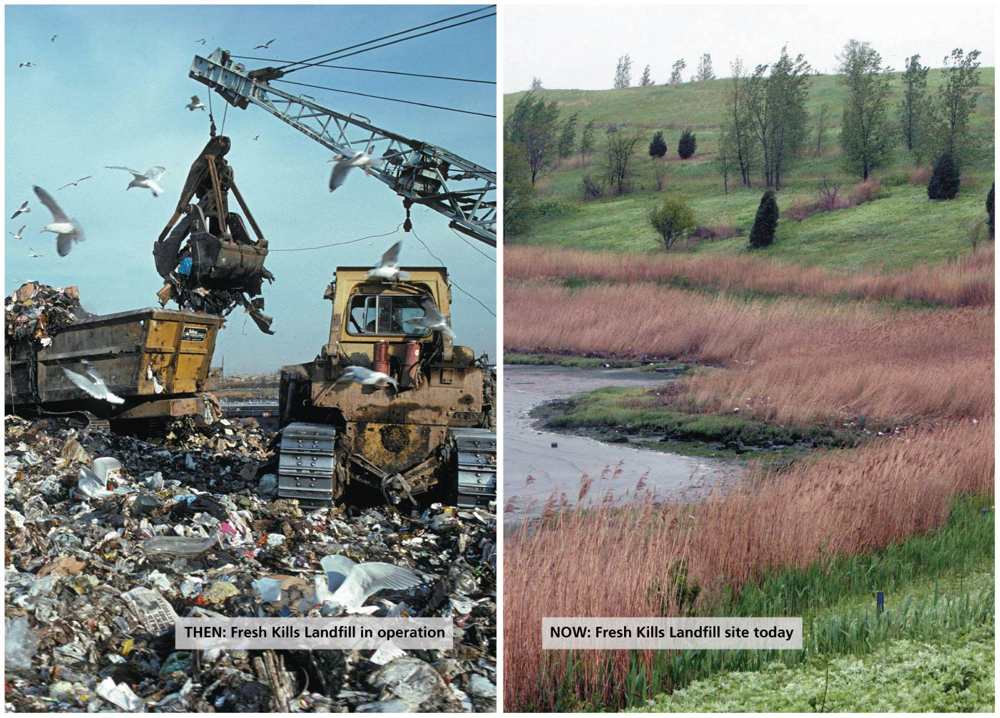 THEN: Fresh Kills Landfill in operation
NOW: Fresh Kills Landfill site today